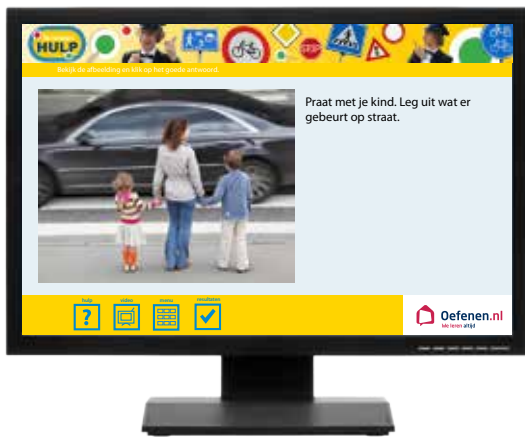 HULP
STOP
Bekijk de afbeelding en klik op het goede antwoord.
Praat met je kind. Leg uit wat er
gebeurt op straat.
hulp
video
menu
resultaten
Oefenen.nl
We leren altijd